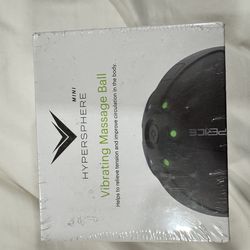 MINI
HYPERSPHERE
Vibrating Massage Ball
Helps to relieve tension and improve circulation in the body.